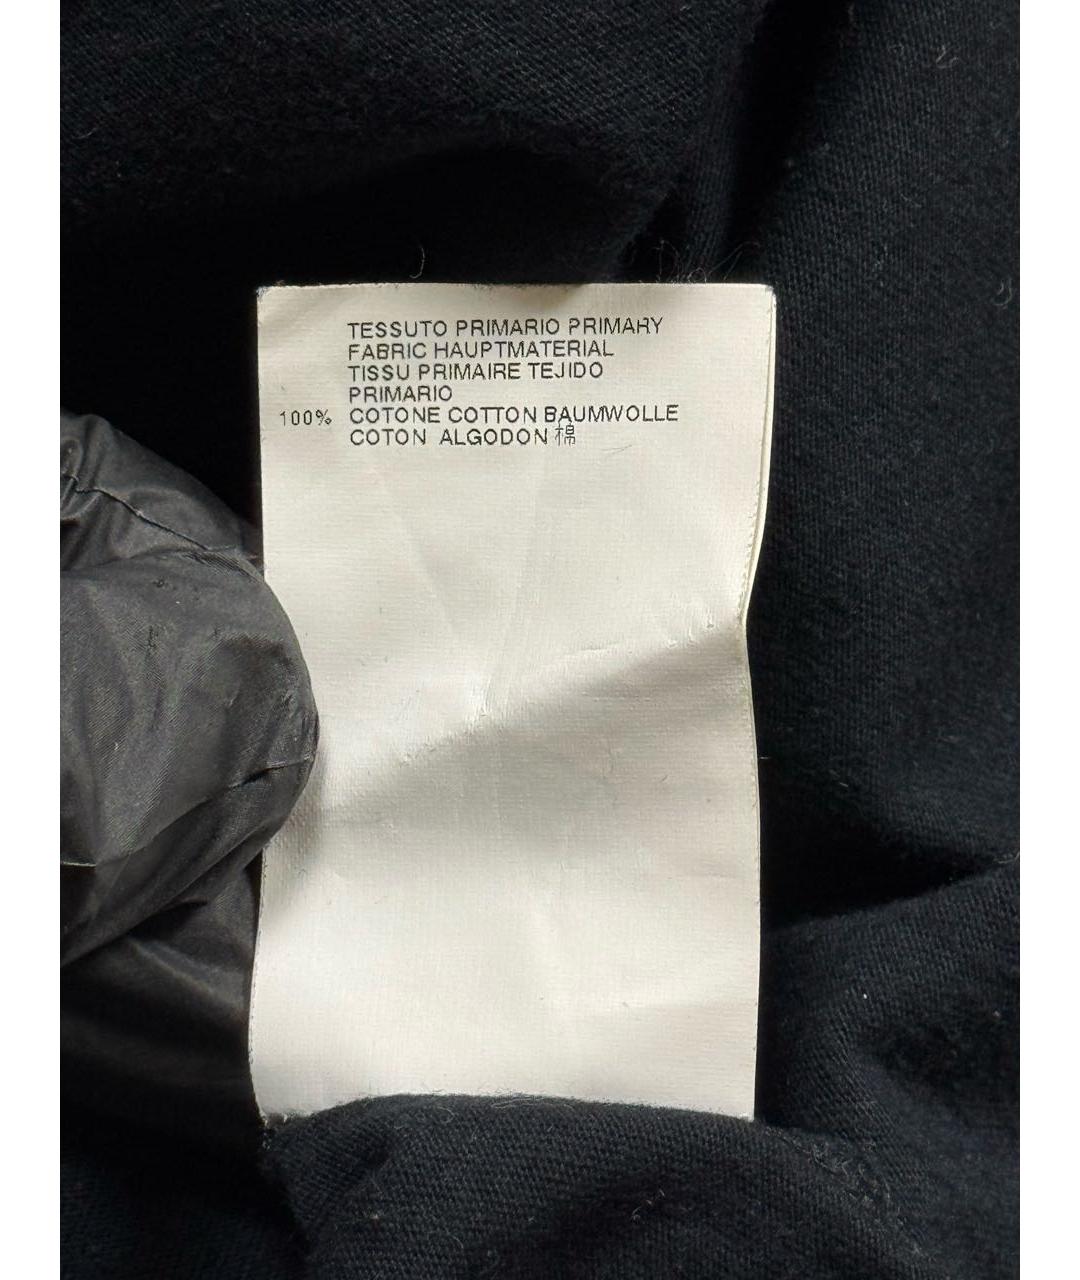 TESSUTO PRIMARIO PRIMARY
FABRIC HAUPTMATERIAL
TISSU PRIMAIRE TEJIDO
PRIMARIO
100% COTONE COTTON BAUMWOLLE
COTON ALGODON 棉